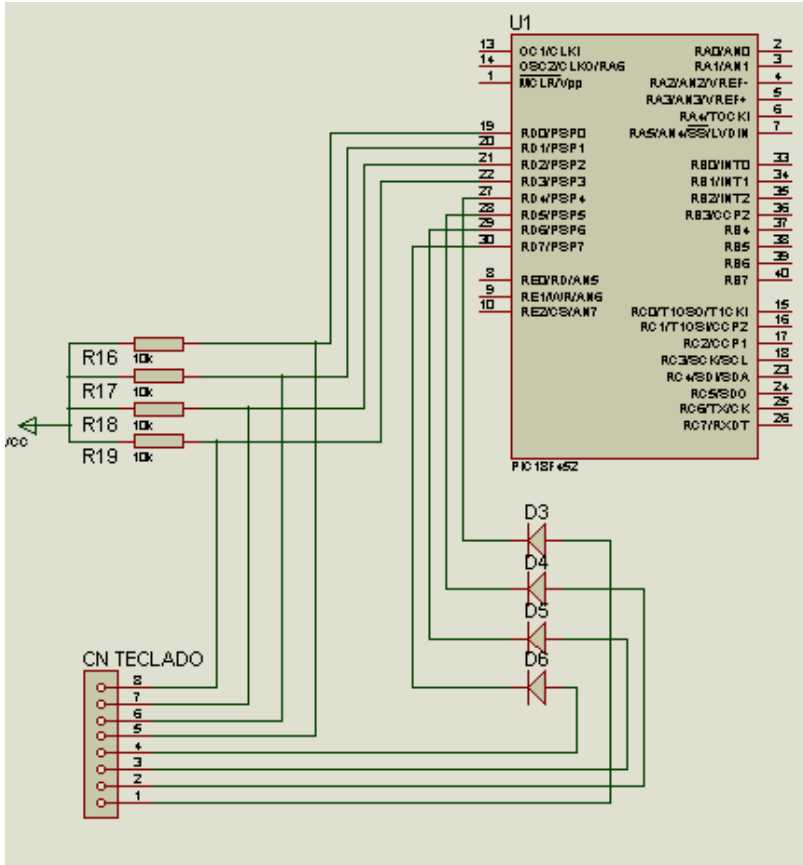 U1
13 OC1/CLKI RA0/AN0 2
14 OSC2/CLKO/RA6 RA1/AN1 3
1 MCLR/Vpp RA2/AN2/VREF- 4
RA3/AN3/VREF+ 5
RA4/TOCKI 6
19 RD0/PSP0 RA5/AN4/SS/LVDIN 7
20 RD1/PSP1
21 RD2/PSP2 RB0/INT0 33
22 RD3/PSP3 RB1/INT1 34
27 RD4/PSP4 RB2/INT2 35
28 RD5/PSP5 RB3/CCP2 36
29 RD6/PSP6 RB4 37
30 RD7/PSP7 RB5 38
RB6 39
8 RE0/RD/AN5 RB7 40
9 RE1/WR/AN6
10 RE2/CS/AN7 RC0/T1OSO/T1CKI 15
RC1/T1OSI/CCP2 16
RC2/CCP1 17
RC3/SCK/SCL 18
RC4/SDI/SDA 23
RC5/SDO 24
RC6/TX/CK 25
RC7/RXDT 26
PIC18F452
R16 10k
R17
R18 10k
R19 10k
D3
D4
D5
D6
CN TECLADO
8
7
6
5
4
3
2
1